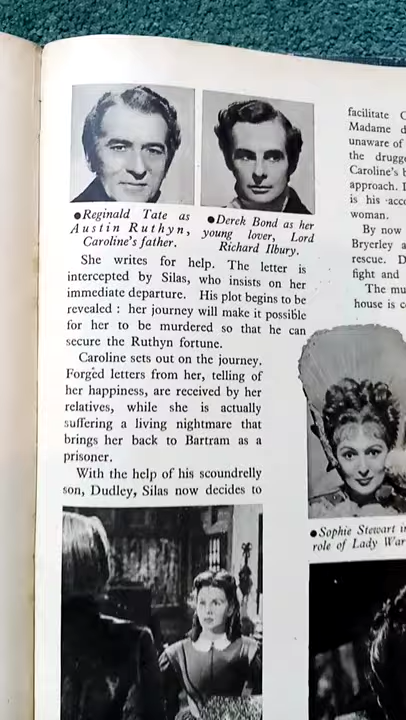 ●Reginald Tate as
Austin Ruthyn,
Caroline's father.
●Derek Bond as her
young lover, Lord
Richard Ilbury.
She writes for help. The letter is
intercepted by Silas, who insists on her
immediate departure. His plot begins to be
revealed : her journey will make it possible
for her to be murdered so that he can
secure the Ruthyn fortune.
Caroline sets out on the journey.
Forged letters from her, telling of
her happiness, are received by her
relatives, while she is actually
suffering a living nightmare that
brings her back to Bartram as a
prisoner.
With the help of his scoundrelly
son, Dudley, Silas now decides to
facilitate
Madame
unaware of
the
Caroline's
approach.
is his
woman.
By now
Bryerley
rescue.
fight and
The
house is
●Sophie Stewart
role of Lady